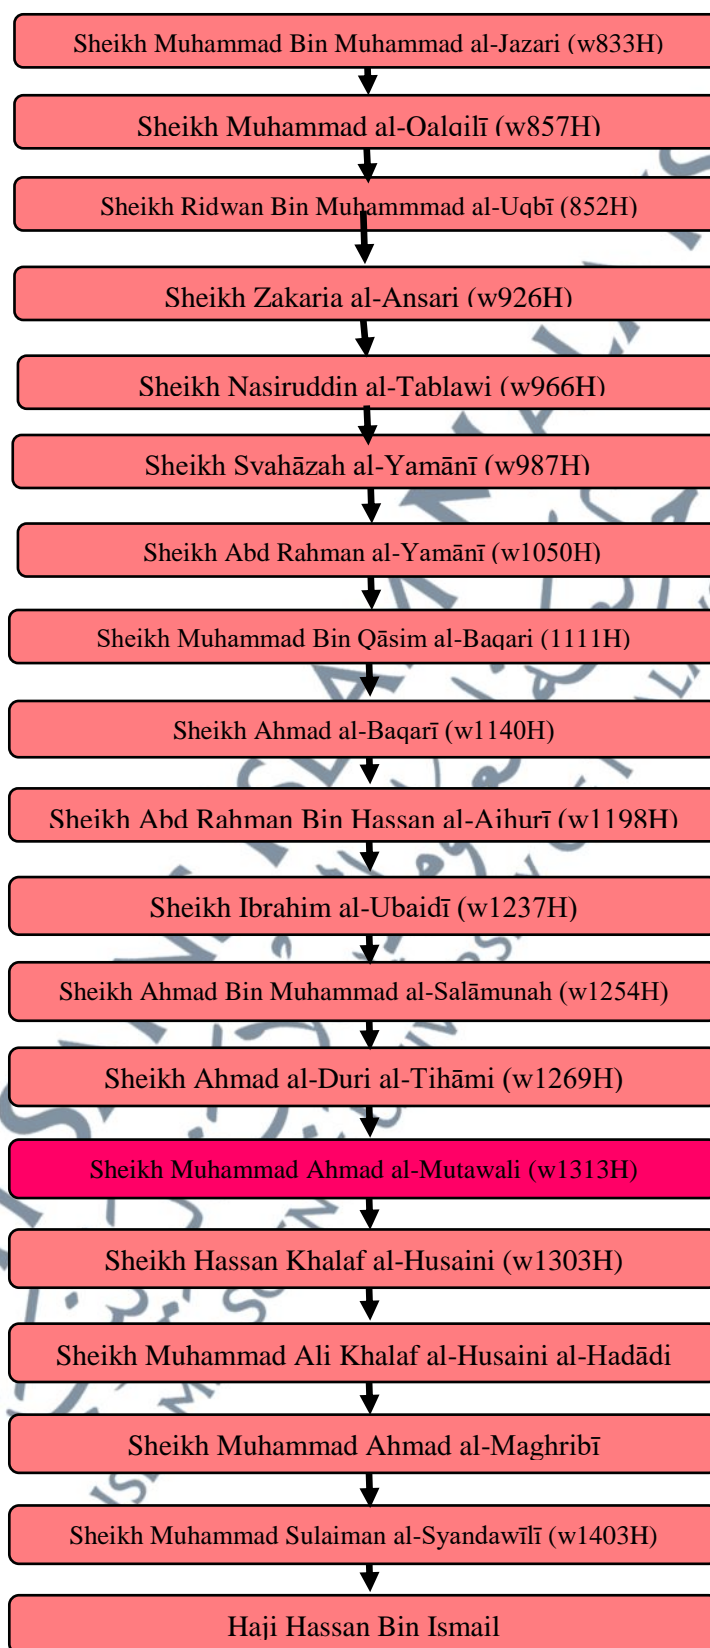 Sheikh Muhammad Bin Muhammad al-Jazari (w833H)
Sheikh Muhammad al-Qalqilī (w857H)
Sheikh Ridwan Bin Muhammmad al-Uqbī (852H)
Sheikh Zakaria al-Ansari (w926H)
Sheikh Nasiruddin al-Tablawi (w966H)
Sheikh Syahāzah al-Yamānī (w987H)
Sheikh Abd Rahman al-Yamānī (w1050H)
Sheikh Muhammad Bin Qāsim al-Baqari (1111H)
Sheikh Ahmad al-Baqarī (w1140H)
Sheikh Abd Rahman Bin Hassan al-Ajhurī (w1198H)
Sheikh Ibrahim al-Ubaidī (w1237H)
Sheikh Ahmad Bin Muhammad al-Salāmunah (w1254H)
Sheikh Ahmad al-Duri al-Tihāmi (w1269H)
Sheikh Muhammad Ahmad al-Mutawali (w1313H)
Sheikh Hassan Khalaf al-Husaini (w1303H)
Sheikh Muhammad Ali Khalaf al-Husaini al-Hadādi
Sheikh Muhammad Ahmad al-Maghribī
Sheikh Muhammad Sulaiman al-Syandawīlī (w1403H)
Haji Hassan Bin Ismail